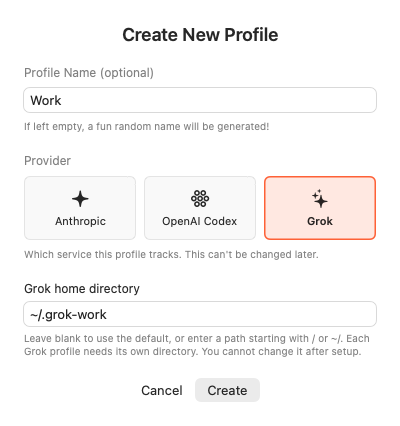 Create New Profile
Profile Name (optional)
Work
If left empty, a fun random name will be generated!
Provider
Anthropic
OpenAI Codex
Grok
Which service this profile tracks. This can't be changed later.
Grok home directory
~/.grok-work
Leave blank to use the default, or enter a path starting with / or ~/. Each
Grok profile needs its own directory. You cannot change it after setup.
Cancel
Create